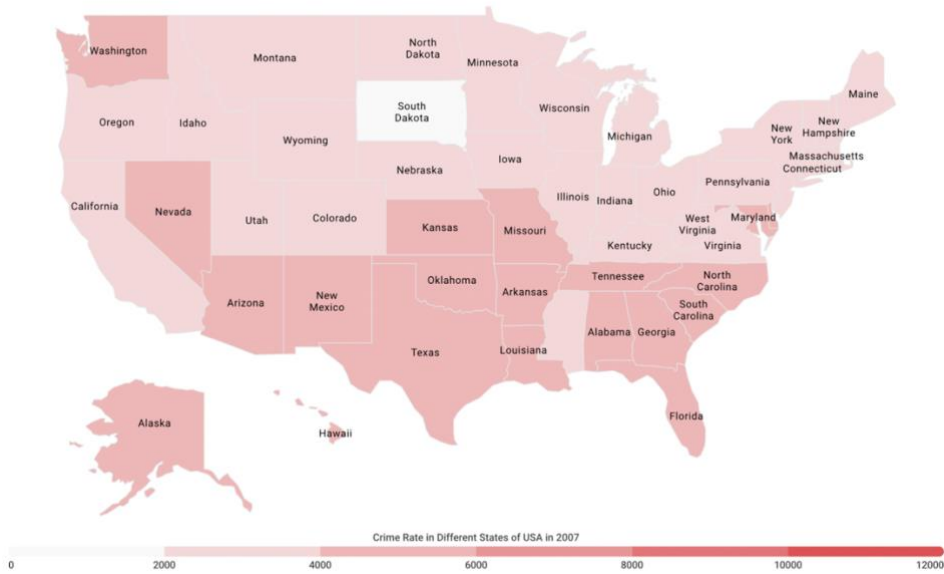 Washington
Montana
North
Dakota
Minnesota
Maine
South
Dakota
Wisconsin
Oregon
Idaho
Michigan
New
York
New
Hampshire
Wyoming
Iowa
Massachusetts
Connecticut
Nebraska
Pennsylvania
Illinois
Indiana
Ohio
California
Nevada
Utah
Colorado
Kansas
Missouri
West
Virginia
Maryland
Kentucky
Virginia
Arizona
New
Mexico
Oklahoma
Arkansas
Tennessee
North
Carolina
South
Carolina
Texas
Louisiana
Alabama
Georgia
Florida
Alaska
Hawaii
Crime Rate in Different States of USA in 2007
0 2000 4000 6000 8000 10000 12000